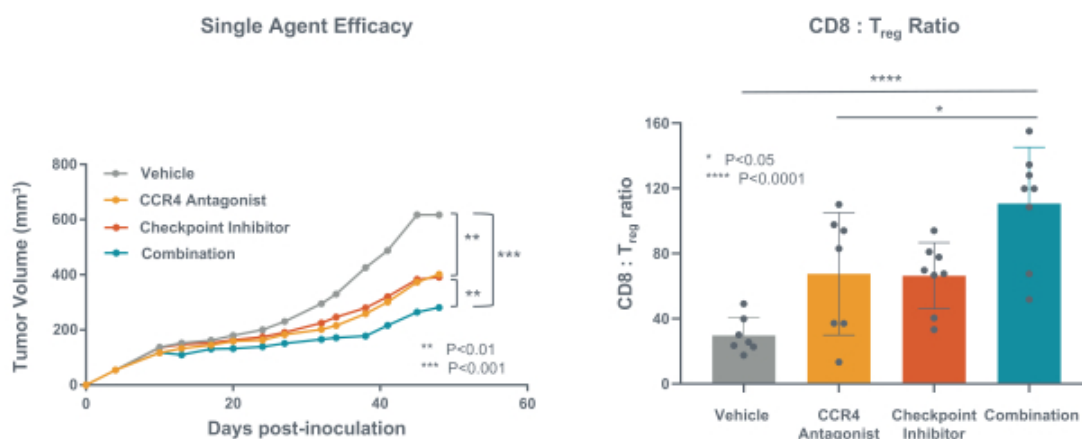 Single Agent Efficacy
800
600
400
200
0
Tumor Volume (mm³)
Vehicle
CCR4 Antagonist
Checkpoint Inhibitor
Combination
**
***
**
** P<0.01
*** P<0.001
0
20
40
60
Days post-inoculation
CD8 : Treg Ratio
****
*
160
120
80
40
0
CD8 : Treg ratio
* P<0.05
**** P<0.0001
Vehicle
CCR4
Antagonist
Checkpoint
Inhibitor
Combination